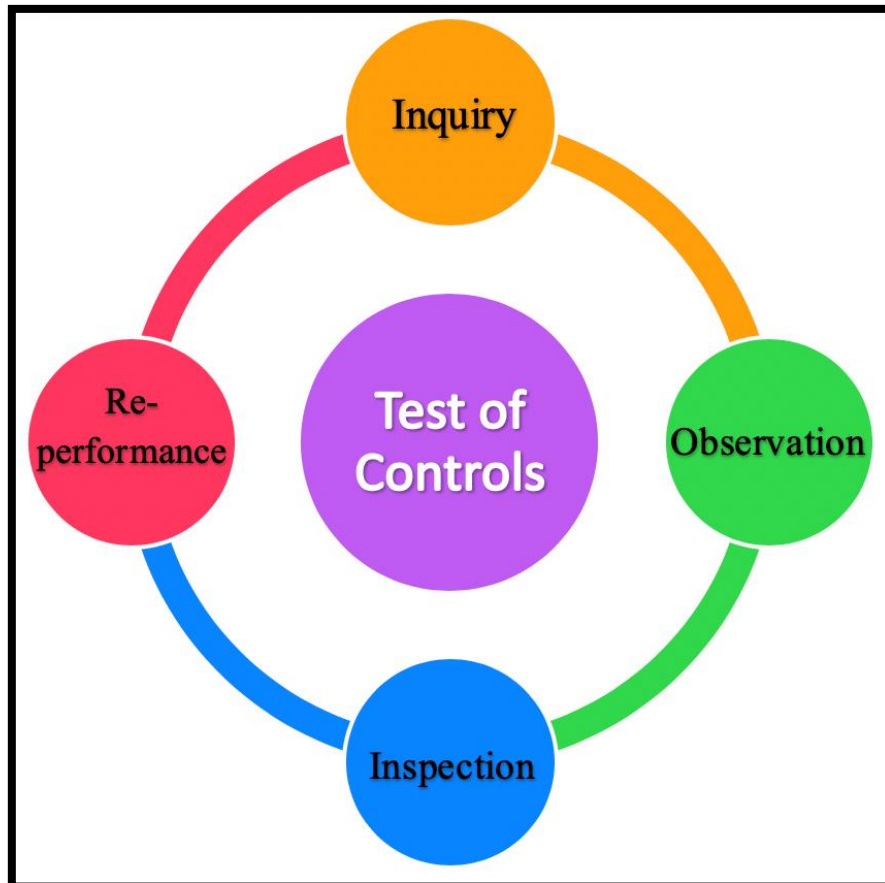 Inquiry
Re-
performance
Test of
Controls
Observation
Inspection